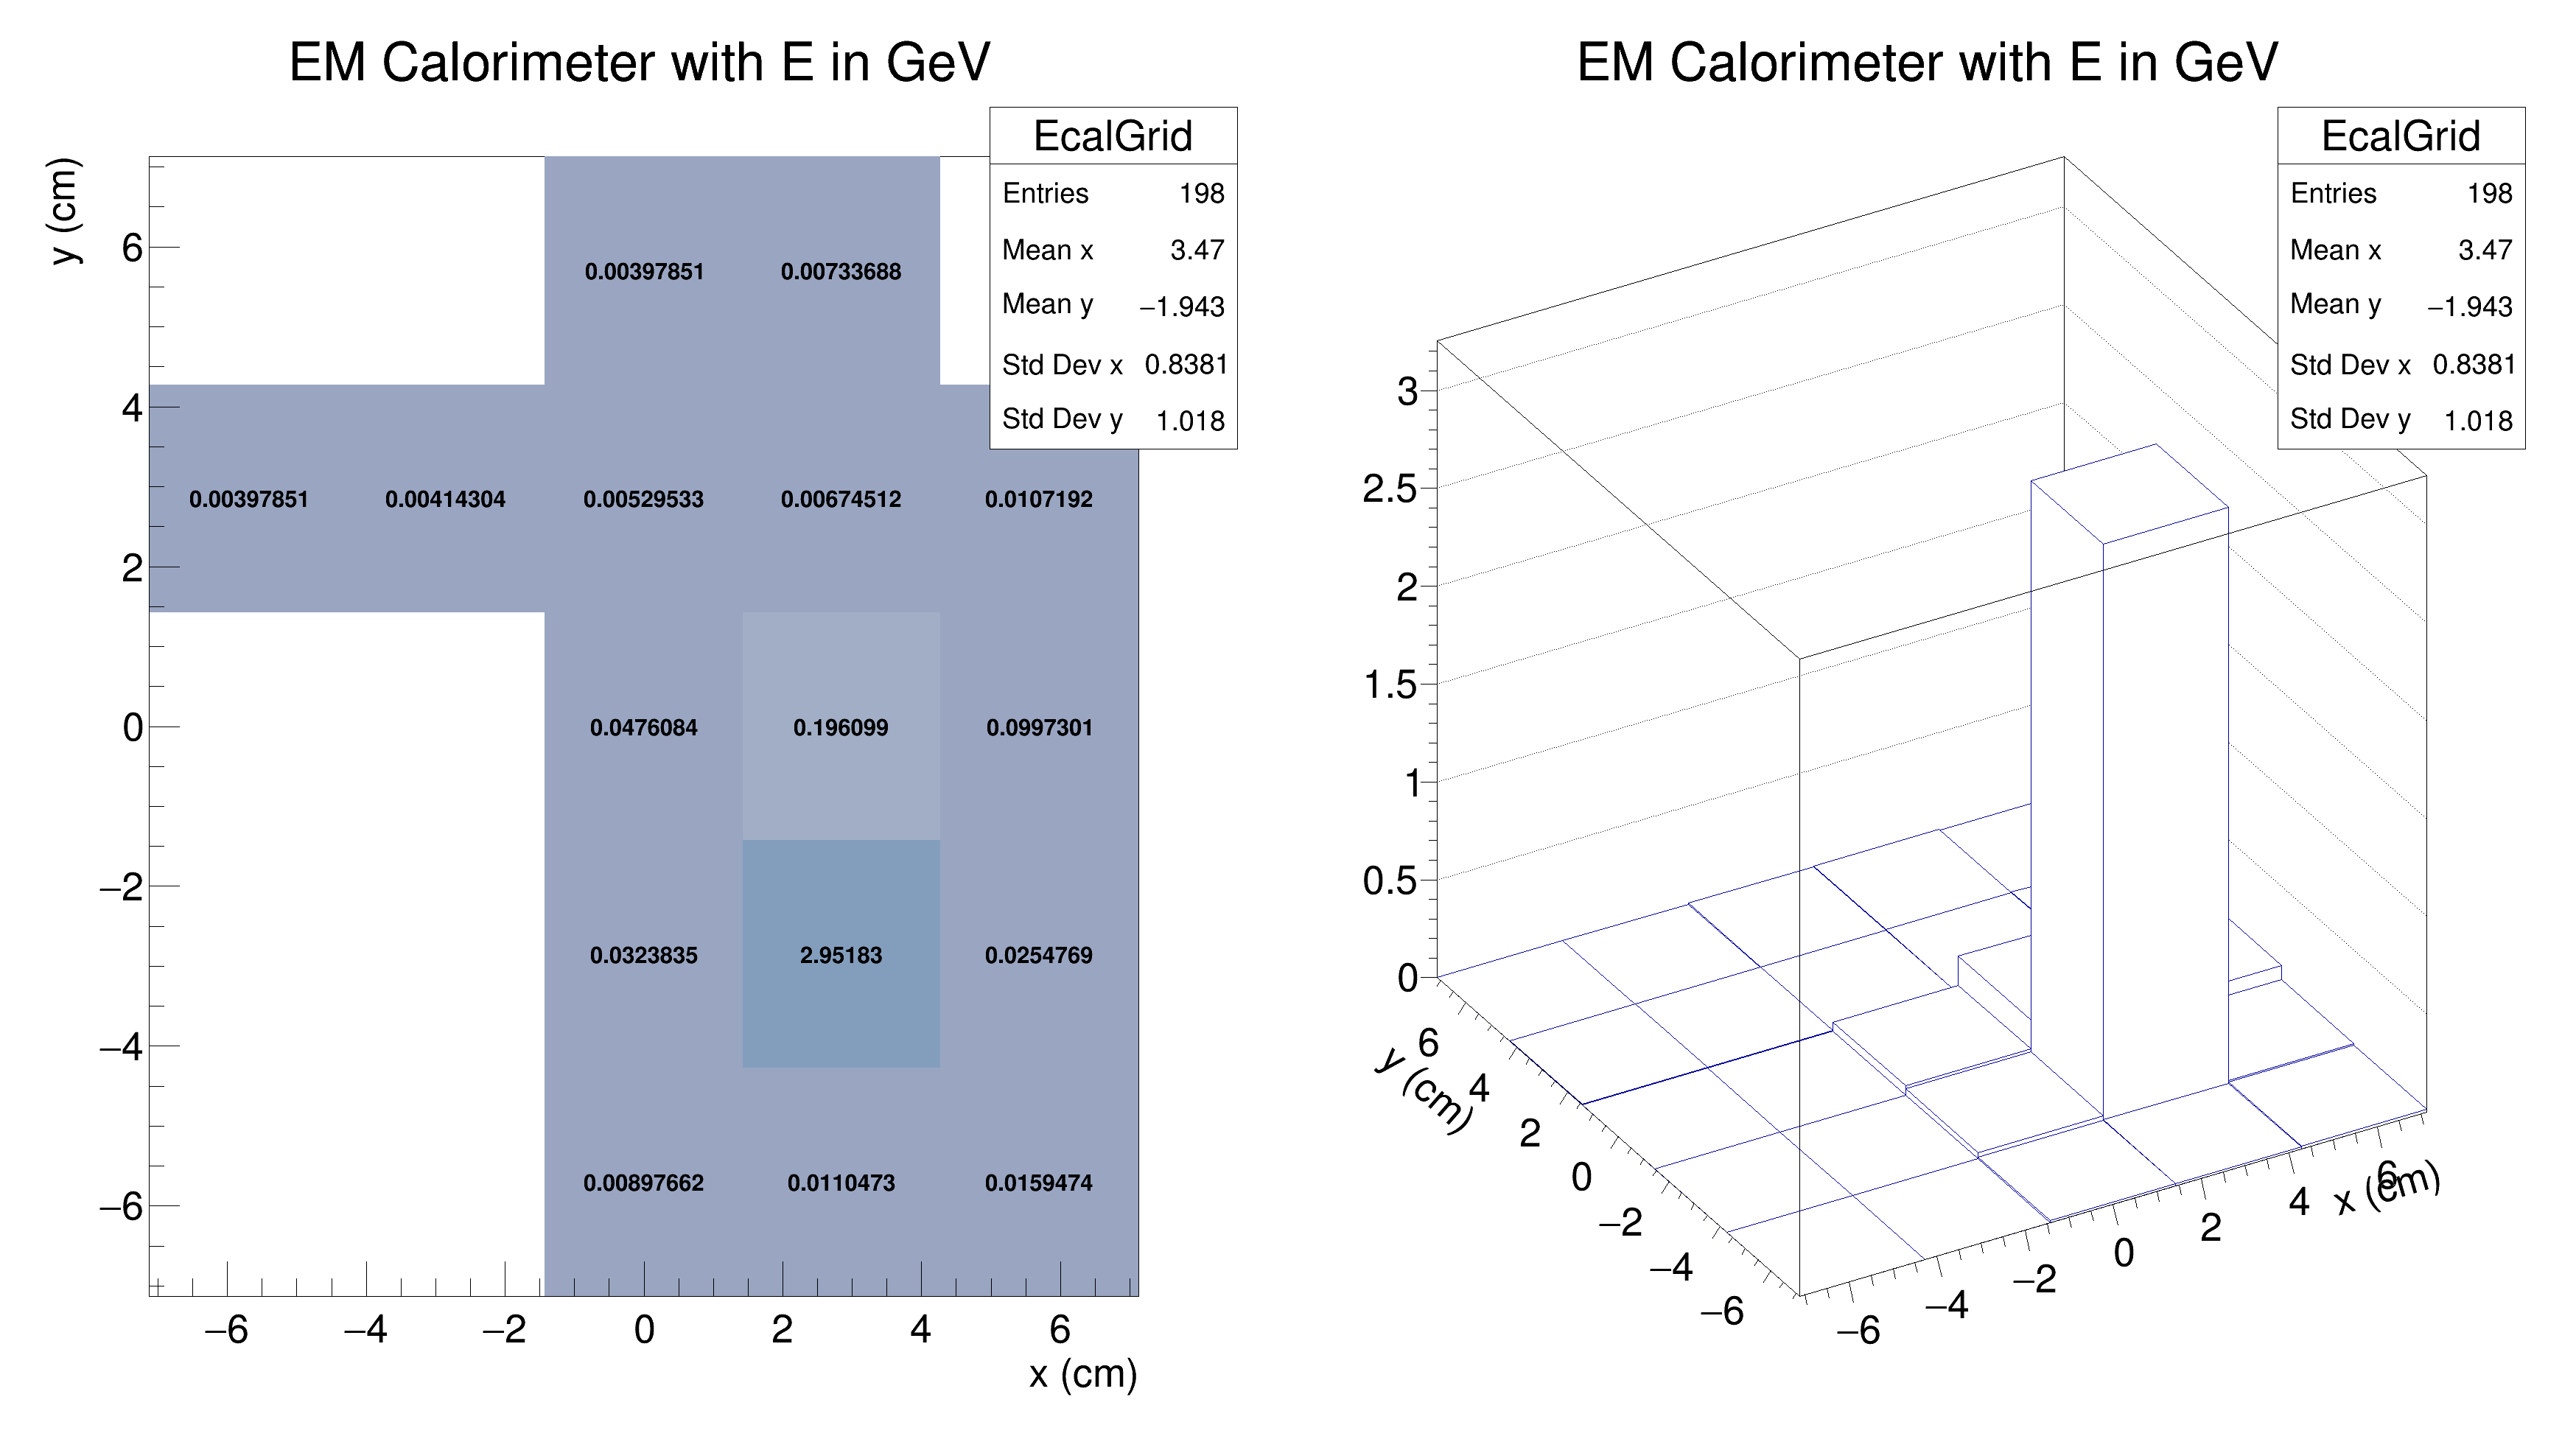 EM Calorimeter with E in GeV
EcalGrid
Entries 198
Mean x 3.47
Mean y −1.943
Std Dev x 0.8381
Std Dev y 1.018
y (cm)
6
4
2
0
−2
−4
−6
0.00397851 0.00733688
0.00397851 0.00414304 0.00529533 0.00674512 0.0107192
0.0476084 0.196099 0.0997301
0.0323835 2.95183 0.0254769
0.00897662 0.0110473 0.0159474
−6 −4 −2 0 2 4 6
x (cm)
EM Calorimeter with E in GeV
EcalGrid
Entries 198
Mean x 3.47
Mean y −1.943
Std Dev x 0.8381
Std Dev y 1.018
3
2.5
2
1.5
1
0.5
0
y (cm)
6
4
2
0
−2
−4
−6
−6 −4 −2 0 2 4 6
x (cm)